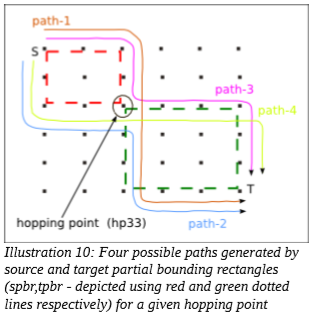 path-1
S
path-3
path-4
T
hopping point (hp33)
path-2
Illustration 10: Four possible paths generated by
source and target partial bounding rectangles
(spbr,tpbr - depicted using red and green dotted
lines respectively) for a given hopping point